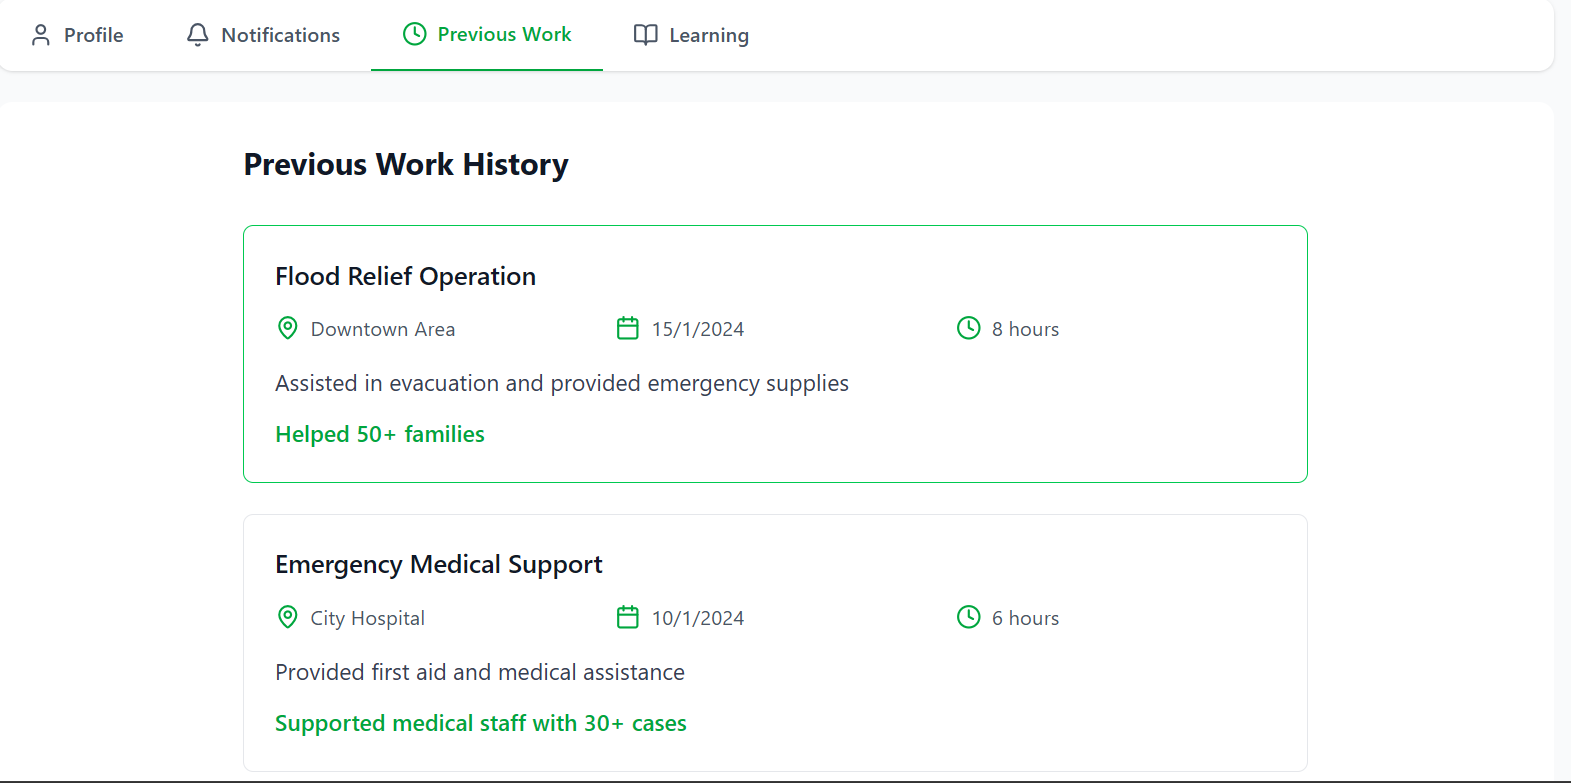 Profile Notifications Previous Work Learning
Previous Work History
Flood Relief Operation
Downtown Area 15/1/2024 8 hours
Assisted in evacuation and provided emergency supplies
Helped 50+ families
Emergency Medical Support
City Hospital 10/1/2024 6 hours
Provided first aid and medical assistance
Supported medical staff with 30+ cases